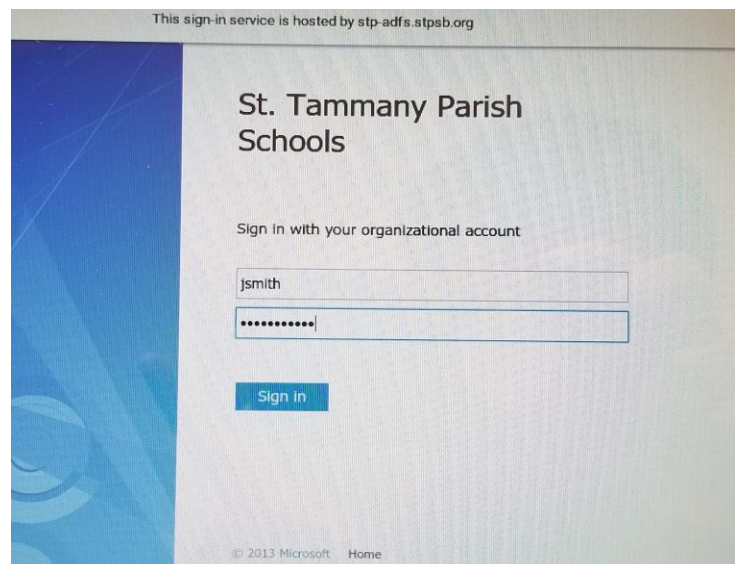 This sign-in service is hosted by stp-adfs.stpsb.org
St. Tammany Parish
Schools
Sign in with your organizational account
jsmith
•••••••••••
Sign in
© 2013 Microsoft Home